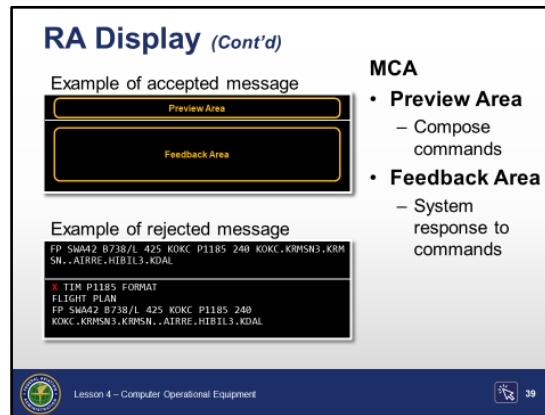 RA Display (Cont'd)
Example of accepted message
Preview Area
Feedback Area
Example of rejected message
FP SWA42 B738/L 425 KOKC P1185 240 KOKC.KRMSN3.KRM
SN..AIRRE.HIBIL3.KDAL
X TIM P1185 FORMAT
FLIGHT PLAN
FP SWA42 B738/L 425 KOKC P1185 240
KOKC.KRMSN3.KRMSN..AIRRE.HIBIL3.KDAL
MCA
• Preview Area
– Compose
commands
• Feedback Area
– System
response to
commands
Lesson 4 – Computer Operational Equipment
39